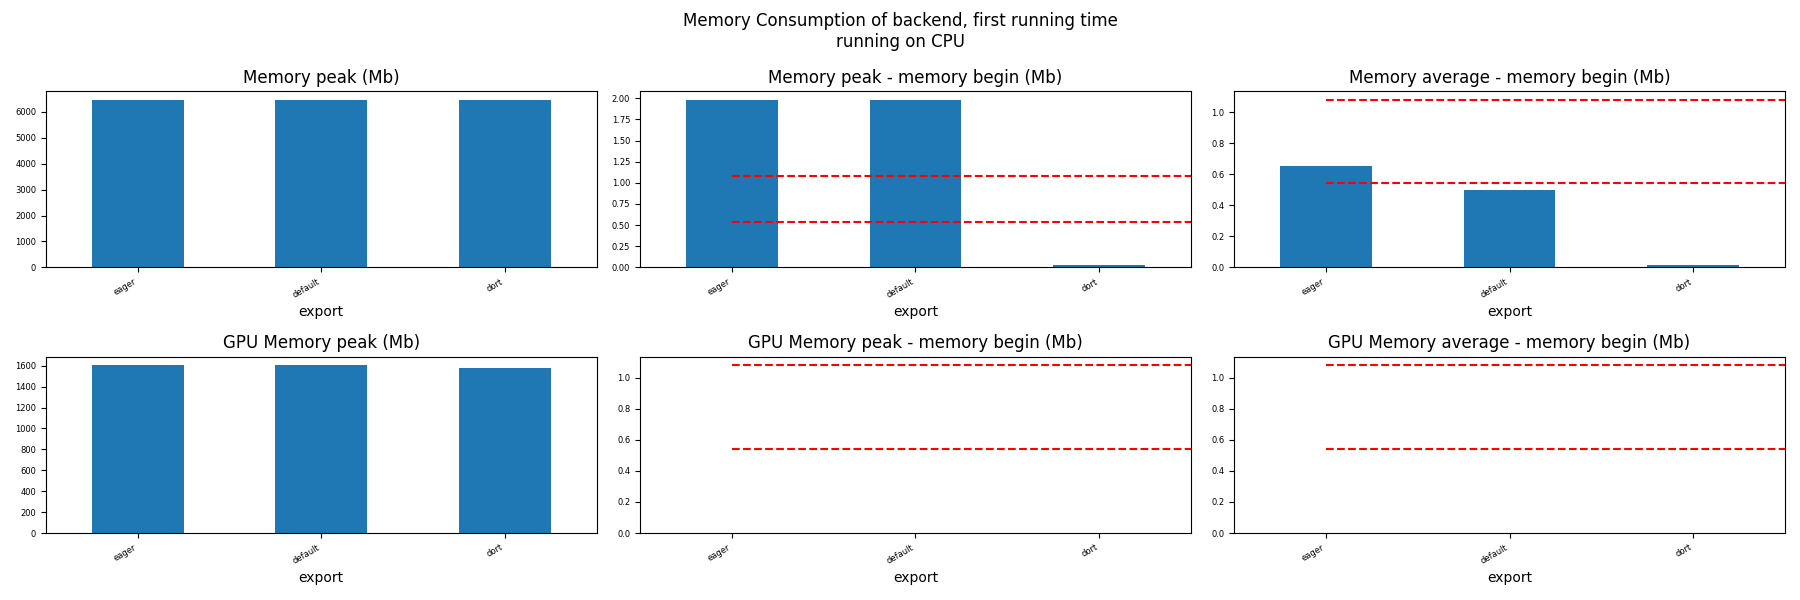 Memory Consumption of backend, first running time
running on CPU
Memory peak (Mb)
6000
5000
4000
3000
2000
1000
0
eager
default
dort
export
Memory peak - memory begin (Mb)
2.00
1.75
1.50
1.25
1.00
0.75
0.50
0.25
0.00
eager
default
dort
export
Memory average - memory begin (Mb)
1.0
0.8
0.6
0.4
0.2
0.0
eager
default
dort
export
GPU Memory peak (Mb)
1600
1400
1200
1000
800
600
400
200
0
eager
default
dort
export
GPU Memory peak - memory begin (Mb)
1.0
0.8
0.6
0.4
0.2
0.0
eager
default
dort
export
GPU Memory average - memory begin (Mb)
1.0
0.8
0.6
0.4
0.2
0.0
eager
default
dort
export